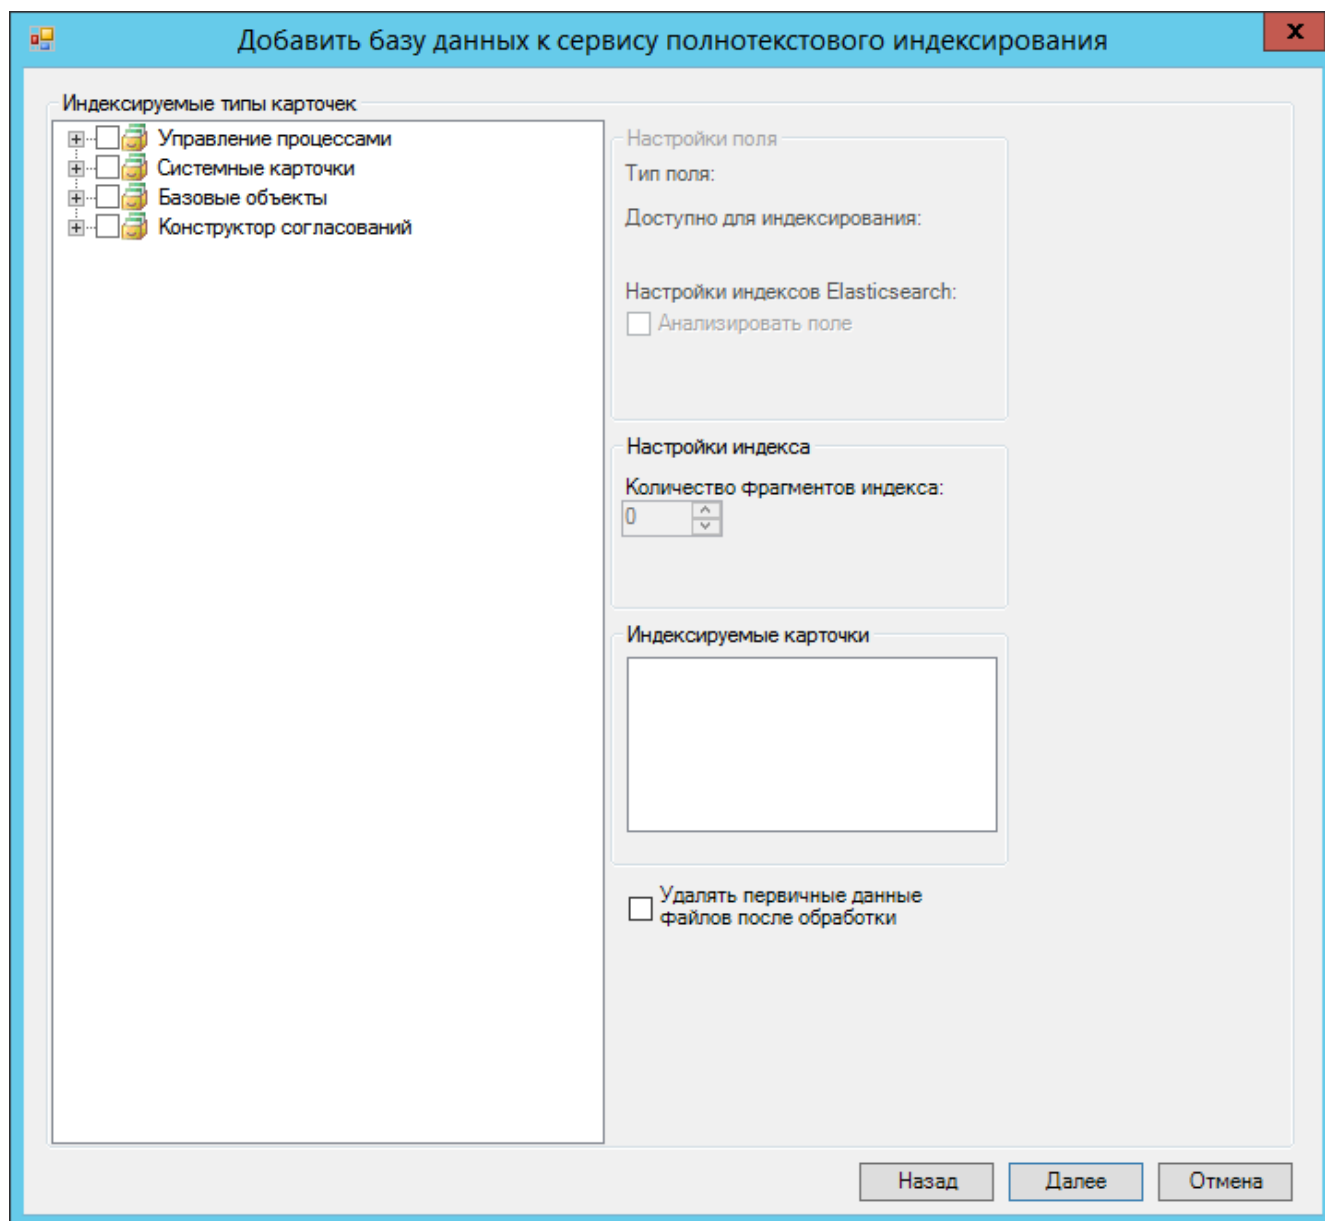 Добавить базу данных к сервису полнотекстового индексирования
x
Индексируемые типы карточек
Управление процессами
Системные карточки
Базовые объекты
Конструктор согласований
Настройки поля
Тип поля:
Доступно для индексирования:
Настройки индексов Elasticsearch:
Анализировать поле
Настройки индекса
Количество фрагментов индекса:
0
Индексируемые карточки
Удалять первичные данные
файлов после обработки
Назад
Далее
Отмена